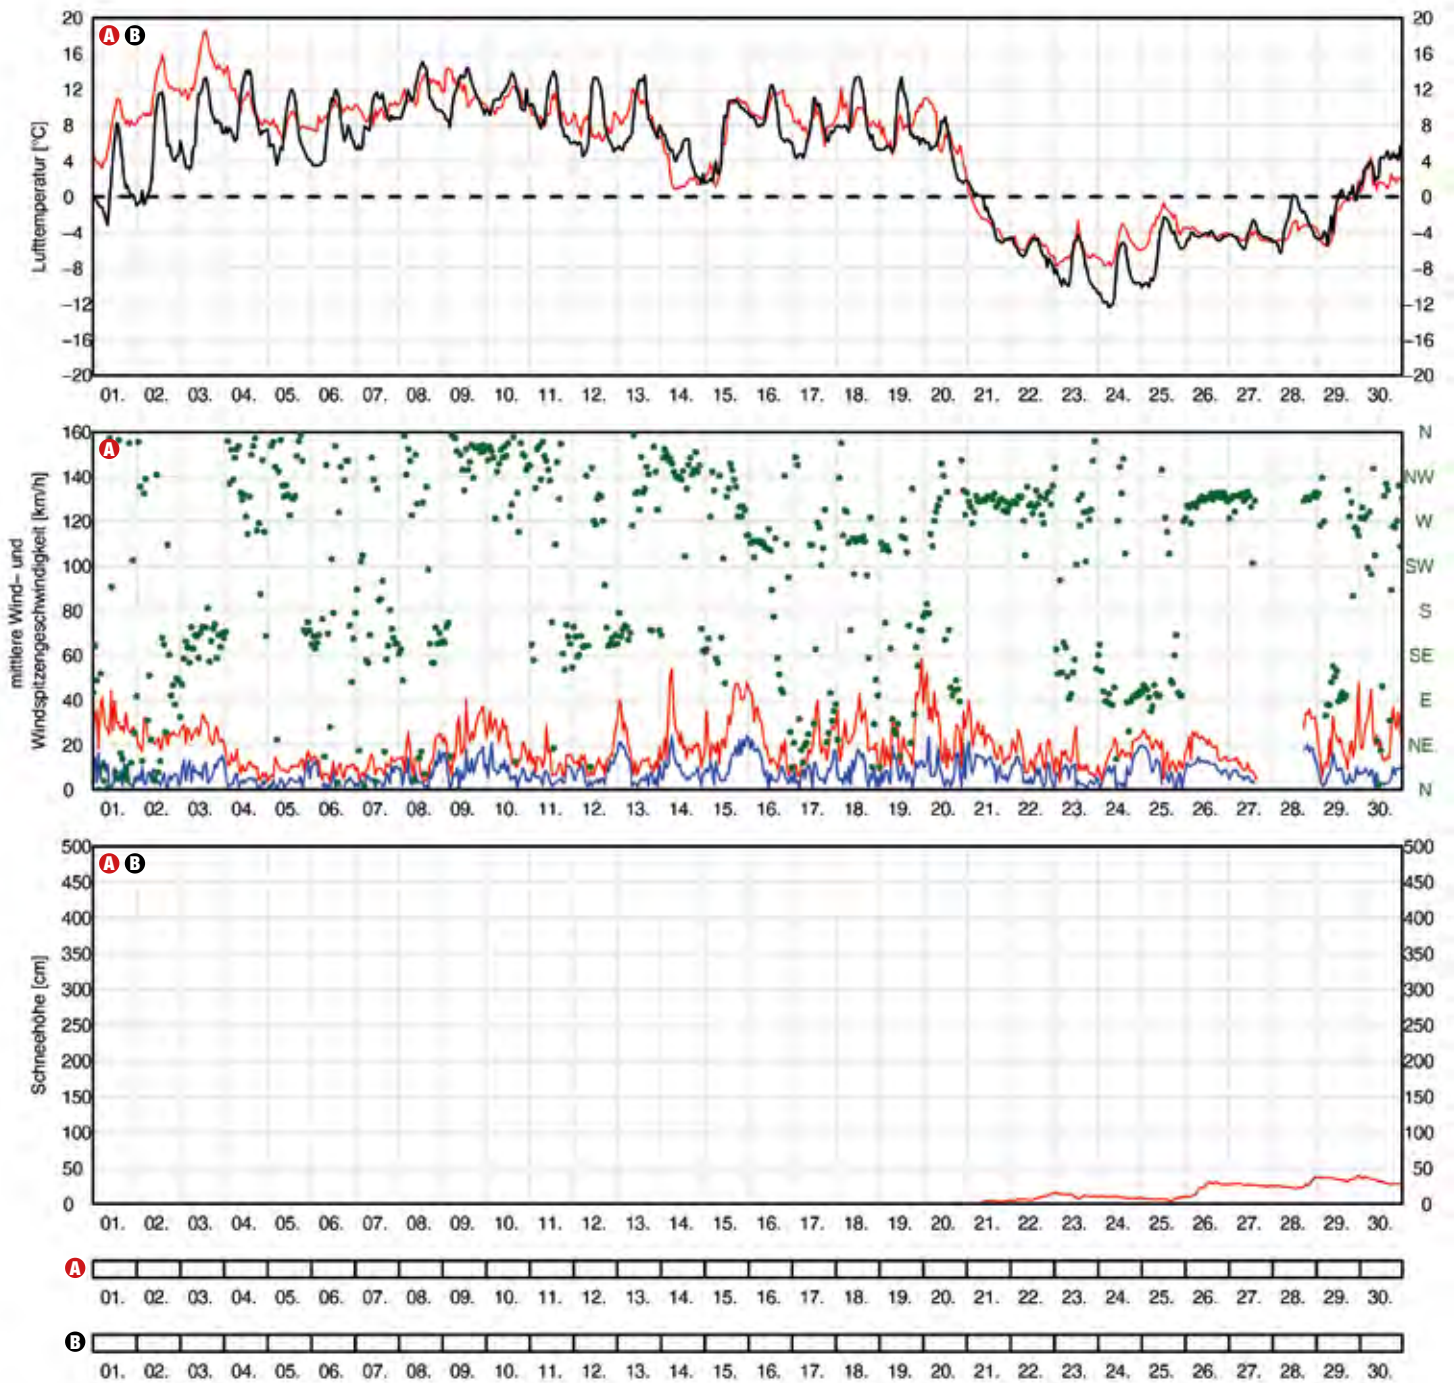 20 20
A B
16 16
12 12
8 8
4 4
0 0
−4 −4
−8 −8
−12 −12
−16 −16
−20 −20
Lufttemperatur [°C]
01. 02. 03. 04. 05. 06. 07. 08. 09. 10. 11. 12. 13. 14. 15. 16. 17. 18. 19. 20. 21. 22. 23. 24. 25. 26. 27. 28. 29. 30.
160 N
A
140 NW
120 W
100 SW
80 S
60 SE
40 E
20 NE
0 N
mittlere Wind− und
Windspitzengeschwindigkeit [km/h]
01. 02. 03. 04. 05. 06. 07. 08. 09. 10. 11. 12. 13. 14. 15. 16. 17. 18. 19. 20. 21. 22. 23. 24. 25. 26. 27. 28. 29. 30.
500 500
A B
450 450
400 400
350 350
300 300
250 250
200 200
150 150
100 100
50 50
0 0
Schneehöhe [cm]
01. 02. 03. 04. 05. 06. 07. 08. 09. 10. 11. 12. 13. 14. 15. 16. 17. 18. 19. 20. 21. 22. 23. 24. 25. 26. 27. 28. 29. 30.
A
01. 02. 03. 04. 05. 06. 07. 08. 09. 10. 11. 12. 13. 14. 15. 16. 17. 18. 19. 20. 21. 22. 23. 24. 25. 26. 27. 28. 29. 30.
B
01. 02. 03. 04. 05. 06. 07. 08. 09. 10. 11. 12. 13. 14. 15. 16. 17. 18. 19. 20. 21. 22. 23. 24. 25. 26. 27. 28. 29. 30.